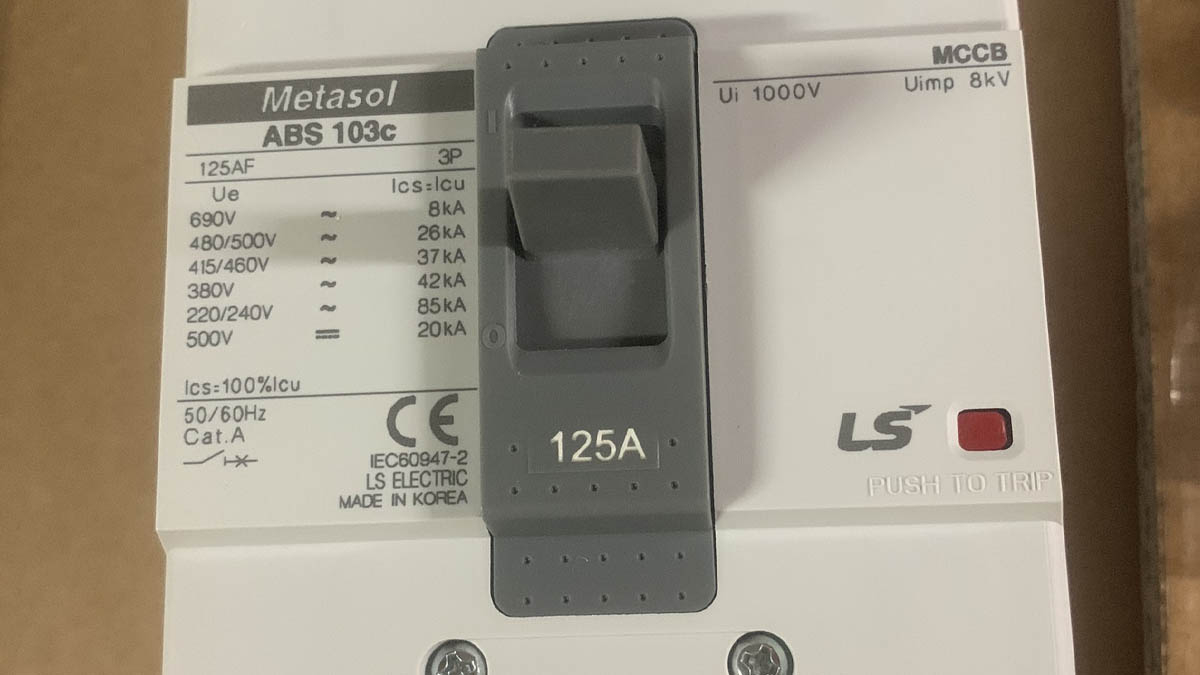 Metasol
ABS 103c
125AF 3P
Ue Ics=Icu
690V ~ 8kA
480/500V ~ 26kA
415/460V ~ 37kA
380V ~ 42kA
220/240V ~ 85kA
500V ⎓ 20kA
Ics=100%Icu
50/60Hz
Cat.A
CE
IEC60947-2
LS ELECTRIC
MADE IN KOREA
I
O
125A
MCCB
Ui 1000V Uimp 8kV
LS
PUSH TO TRIP